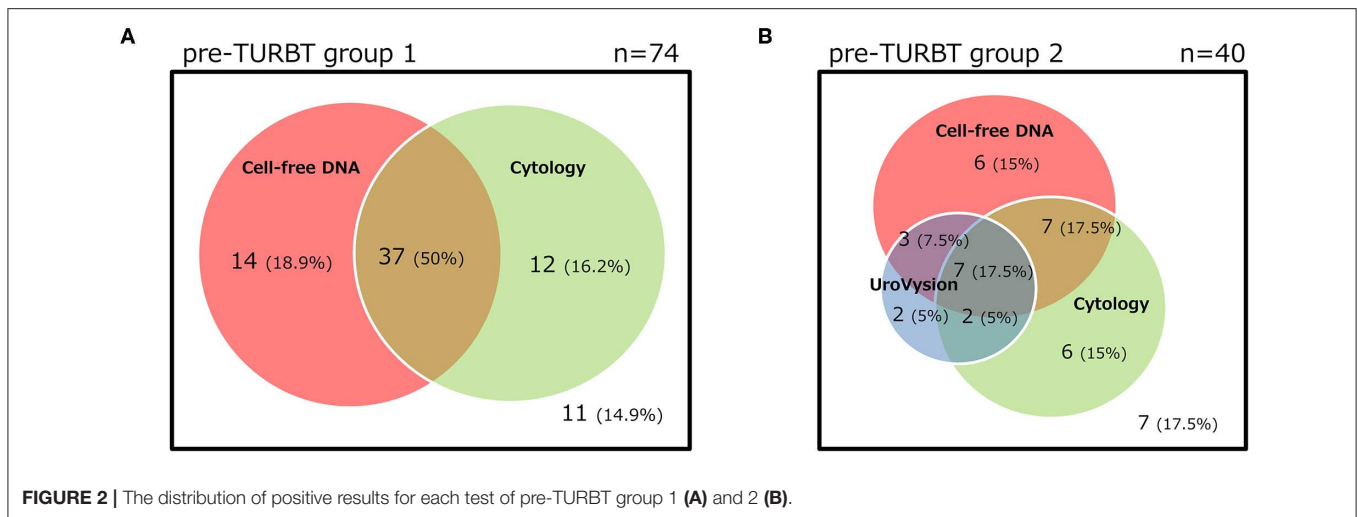 A
pre-TURBT group 1 n=74
Cell-free DNA
Cytology
14 (18.9%)
37 (50%)
12 (16.2%)
11 (14.9%)
B
pre-TURBT group 2 n=40
Cell-free DNA
6 (15%)
7 (17.5%)
3 (7.5%)
7 (17.5%)
UroVysion
Cytology
2 (5%)
2 (5%)
6 (15%)
7 (17.5%)
FIGURE 2 | The distribution of positive results for each test of pre-TURBT group 1 (A) and 2 (B).